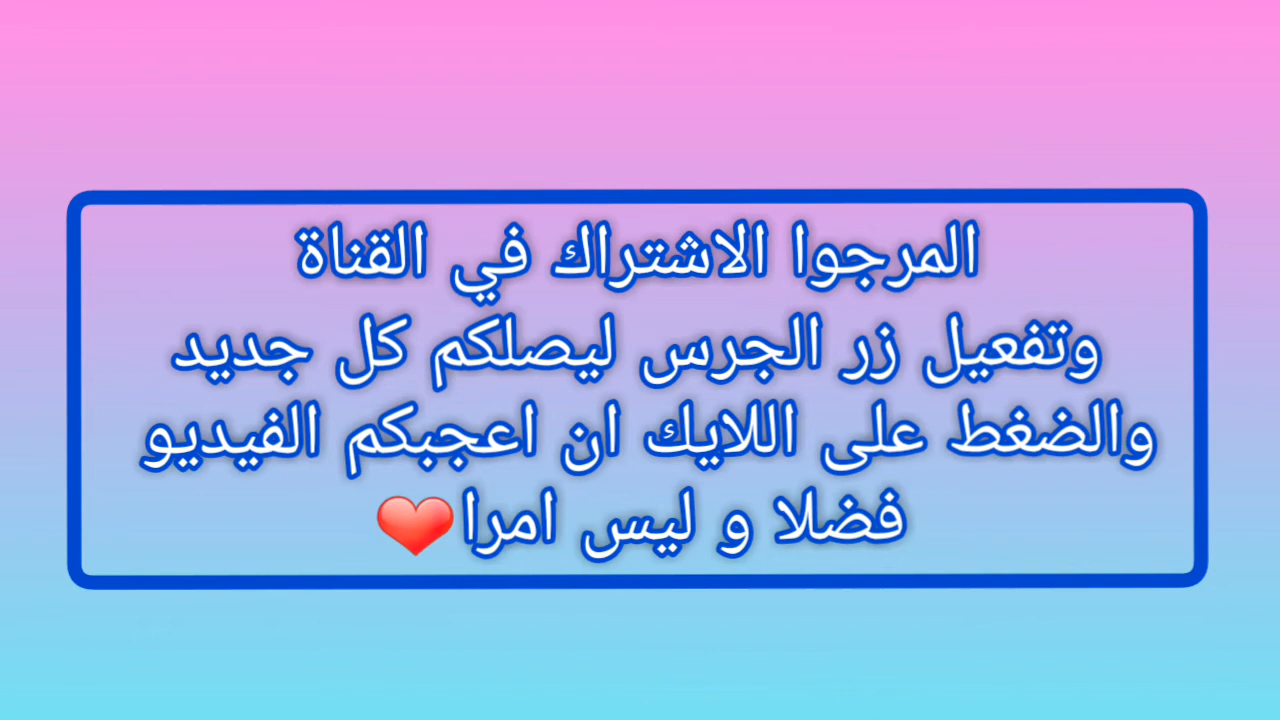 المرجوا الاشتراك في القناة
وتفعيل زر الجرس ليصلكم كل جديد
والضغط على اللايك ان اعجبكم الفيديو
فضلا و ليس امرا❤️